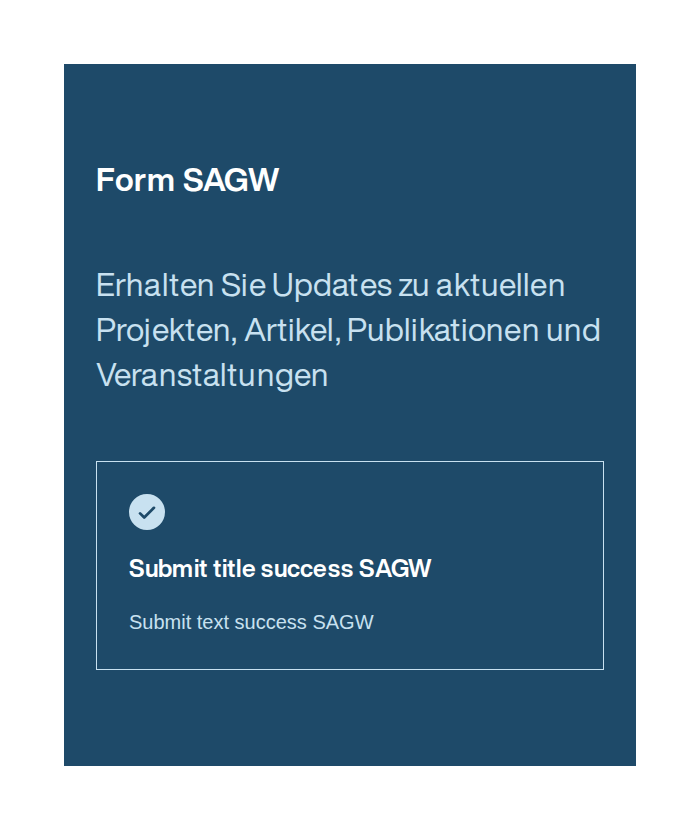 Form SAGW
Erhalten Sie Updates zu aktuellen
Projekten, Artikel, Publikationen und
Veranstaltungen
Submit title success SAGW
Submit text success SAGW